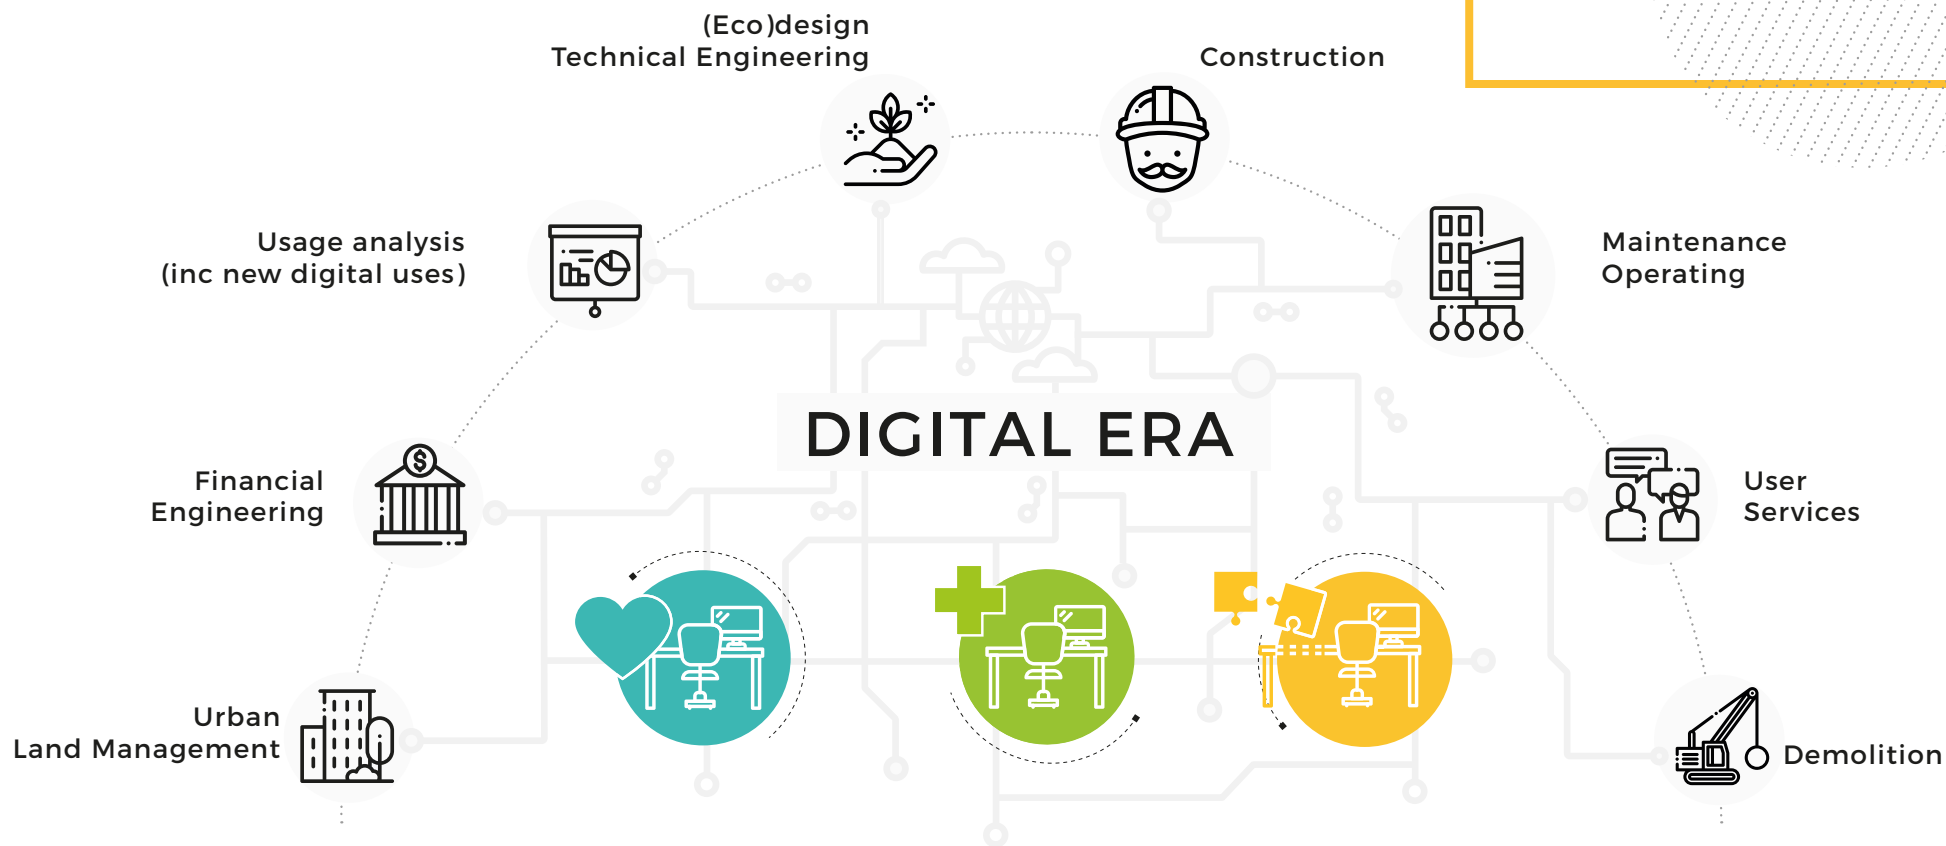 (Eco)design
Technical Engineering
Construction
Usage analysis
(inc new digital uses)
Maintenance
Operating
DIGITAL ERA
Financial
Engineering
User
Services
Urban
Land Management
Demolition